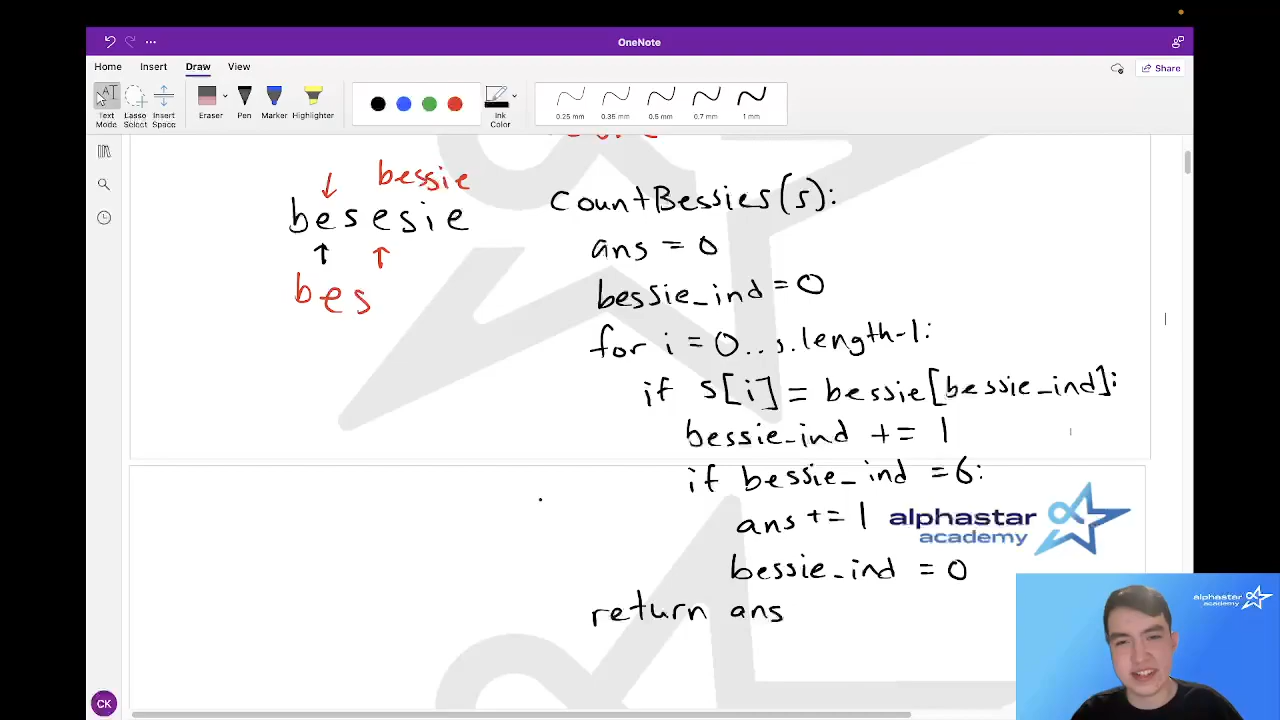 OneNote
Home Insert Draw View
Share
Text Mode
Lasso Select
Insert Space
Eraser
Pen
Marker
Highlighter
Ink Color
0.25 mm
0.35 mm
0.5 mm
0.7 mm
1 mm
bessie
besesie
bes
countBessies(s):
ans = 0
bessie_ind = 0
for i = 0..s.length-1:
if s[i] = bessie[bessie_ind]:
bessie_ind += 1
if bessie_ind = 6:
ans += 1
bessie_ind = 0
return ans
alphastar
academy
alphastar
academy
CK